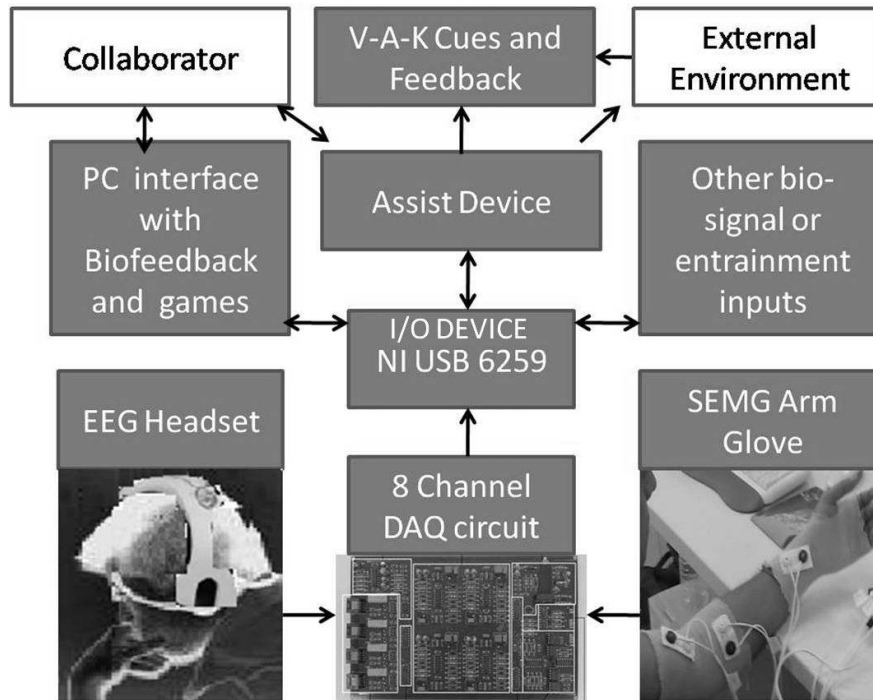 Collaborator
V-A-K Cues and
Feedback
External
Environment
PC interface
with
Biofeedback
and games
Assist Device
Other bio-
signal or
entrainment
inputs
I/O DEVICE
NI USB 6259
EEG Headset
8 Channel
DAQ circuit
SEMG Arm
Glove